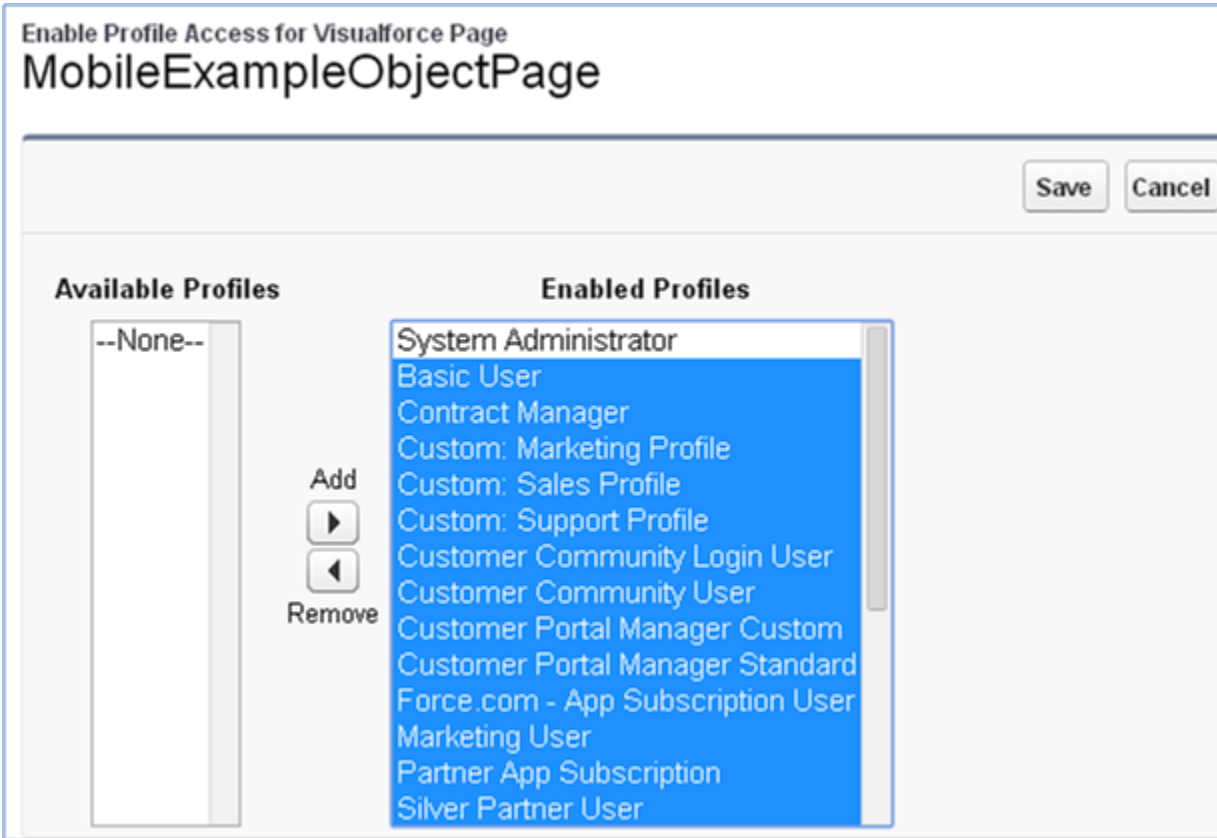 Enable Profile Access for Visualforce Page
MobileExampleObjectPage
Save Cancel
Available Profiles Enabled Profiles
--None--
System Administrator
Basic User
Contract Manager
Custom: Marketing Profile
Custom: Sales Profile
Custom: Support Profile
Customer Community Login User
Customer Community User
Customer Portal Manager Custom
Customer Portal Manager Standard
Force.com - App Subscription User
Marketing User
Partner App Subscription
Silver Partner User
Add
Remove